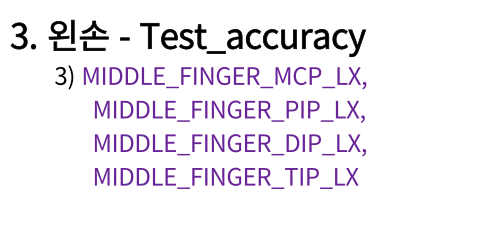 3. 왼손 - Test_accuracy
3) MIDDLE_FINGER_MCP_LX,
MIDDLE_FINGER_PIP_LX,
MIDDLE_FINGER_DIP_LX,
MIDDLE_FINGER_TIP_LX